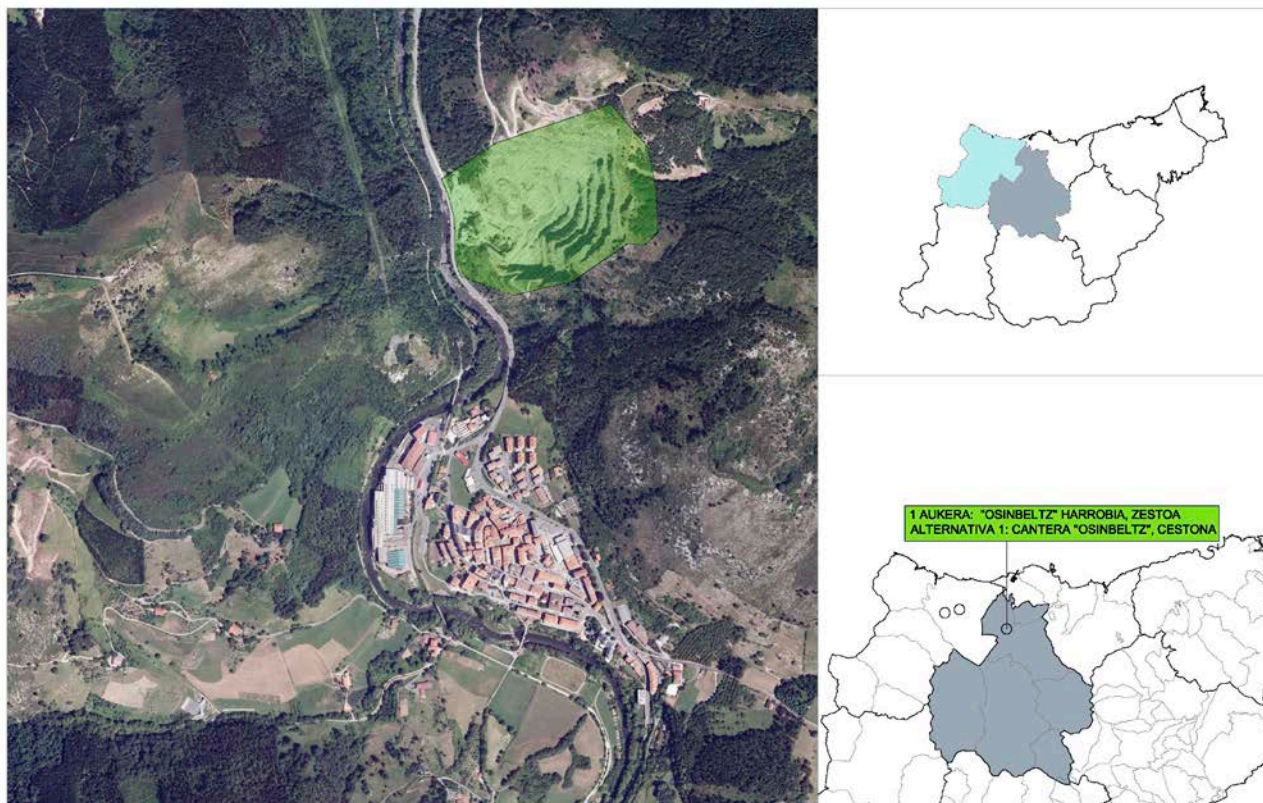 1 AUKERA: "OSINBELTZ" HARROBIA, ZESTOA
ALTERNATIVA 1: CANTERA "OSINBELTZ", CESTONA